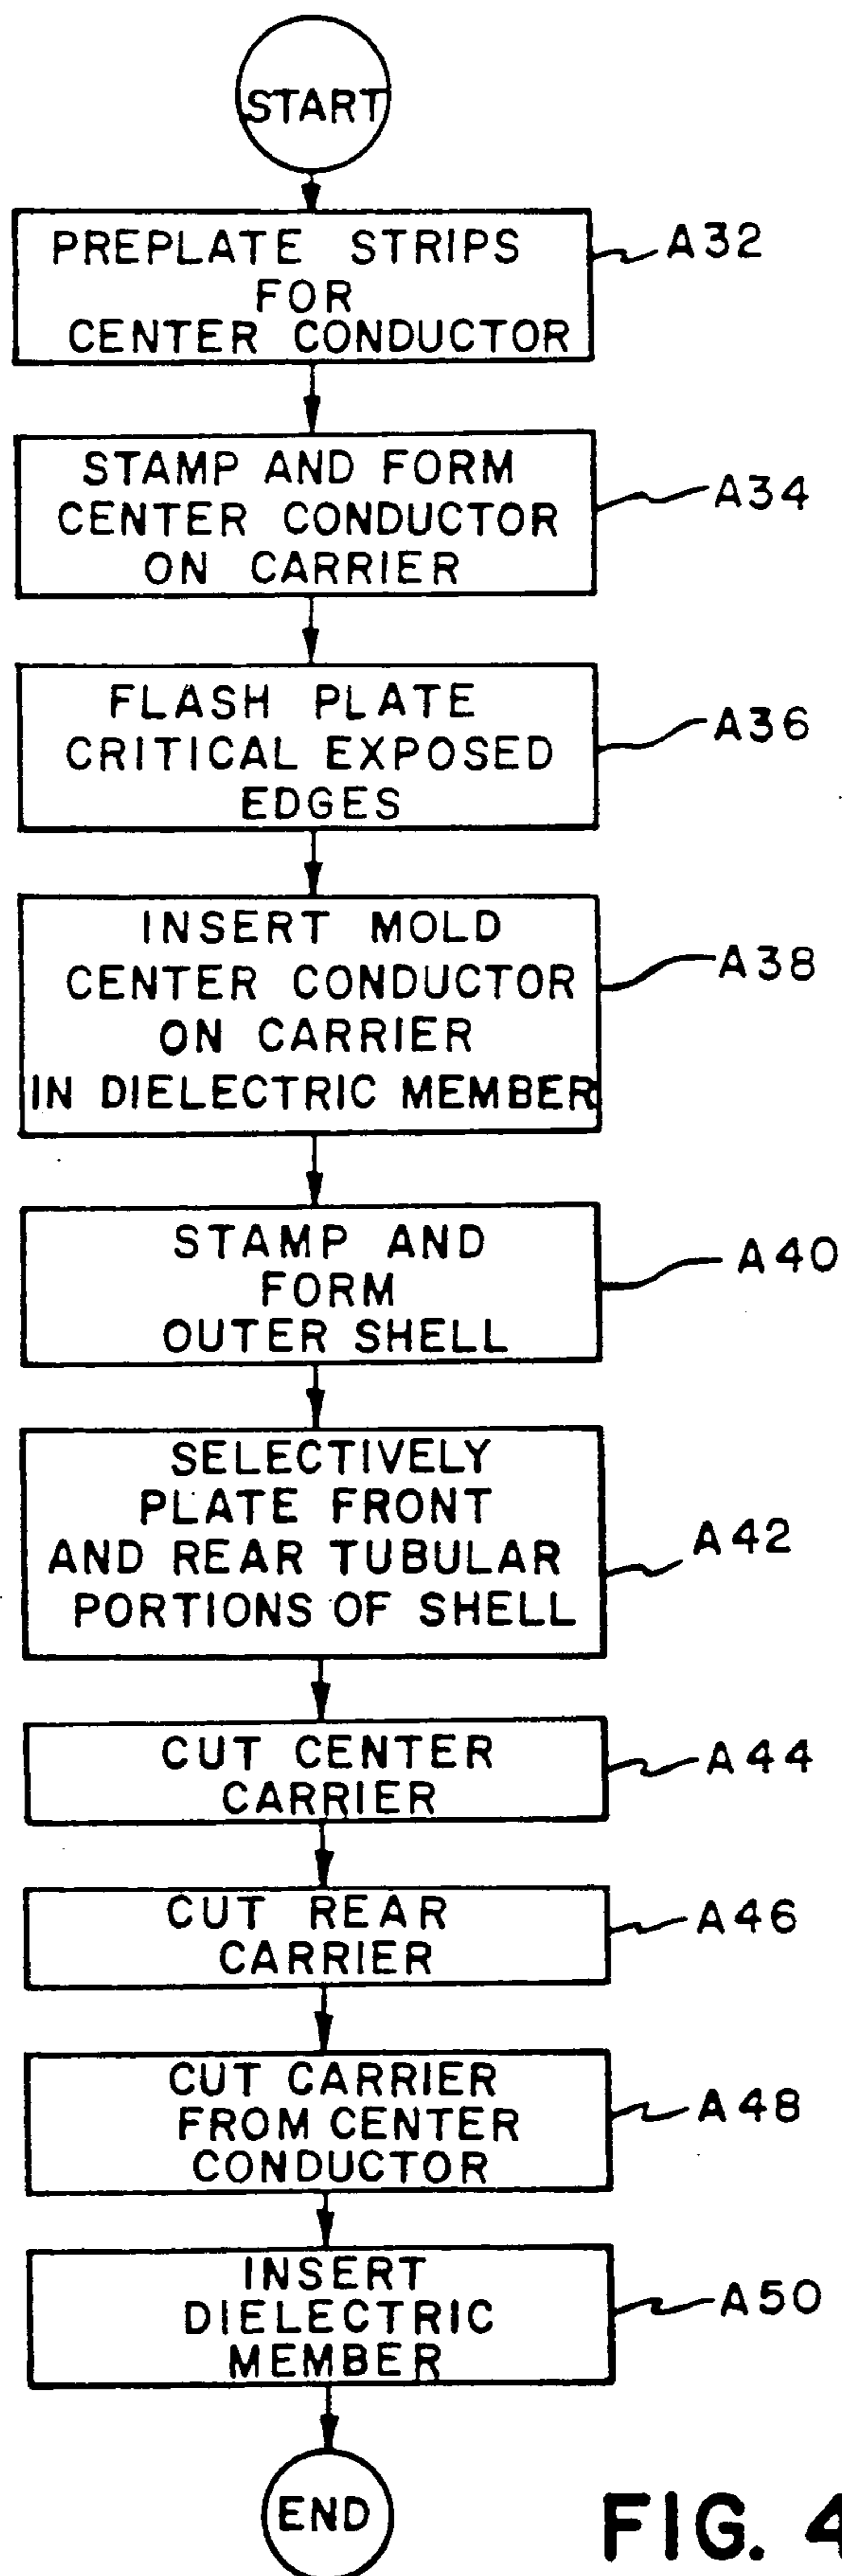 START
PREPLATE STRIPS
FOR
CENTER CONDUCTOR
A32
STAMP AND FORM
CENTER CONDUCTOR
ON CARRIER
A34
FLASH PLATE
CRITICAL EXPOSED
EDGES
A36
INSERT MOLD
CENTER CONDUCTOR
ON CARRIER
IN DIELECTRIC MEMBER
A38
STAMP AND
FORM
OUTER SHELL
A40
SELECTIVELY
PLATE FRONT
AND REAR TUBULAR
PORTIONS OF SHELL
A42
CUT CENTER
CARRIER
A44
CUT REAR
CARRIER
A46
CUT CARRIER
FROM CENTER
CONDUCTOR
A48
INSERT
DIELECTRIC
MEMBER
A50
END
FIG. 4